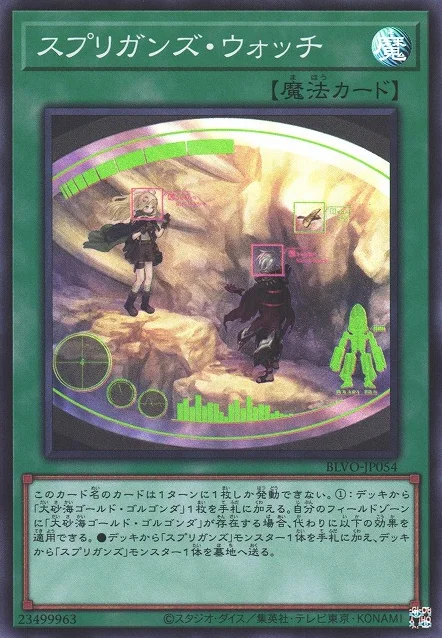 スプリガンズ・ウォッチ
魔
【魔法カード】
BLVO-JP054
このカード名のカードは1ターンに1枚しか発動できない。①:デッキから
「大砂海ゴールド・ゴルゴンダ」1枚を手札に加える。自分のフィールドゾーン
に「大砂海ゴールド・ゴルゴンダ」が存在する場合、代わりに以下の効果を
適用できる。●デッキから「スプリガンズ」モンスター1体を手札に加え、デッキ
から「スプリガンズ」モンスター1体を墓地へ送る。
23499963
©スタジオ・ダイス/集英社・テレビ東京・KONAMI